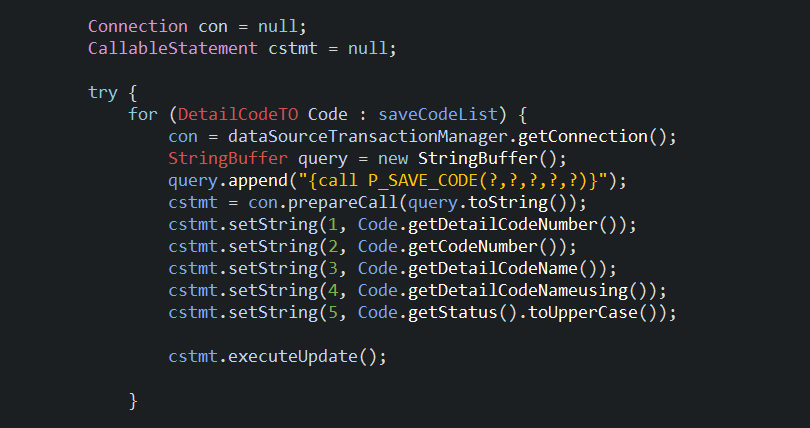 Connection con = null;
CallableStatement cstmt = null;
try {
for (DetailCodeTO Code : saveCodeList) {
con = dataSourceTransactionManager.getConnection();
StringBuffer query = new StringBuffer();
query.append("{call P_SAVE_CODE(?,?,?,?,?)}");
cstmt = con.prepareCall(query.toString());
cstmt.setString(1, Code.getDetailCodeNumber());
cstmt.setString(2, Code.getCodeNumber());
cstmt.setString(3, Code.getDetailCodeName());
cstmt.setString(4, Code.getDetailCodeNameusing());
cstmt.setString(5, Code.getStatus().toUpperCase());
cstmt.executeUpdate();
}